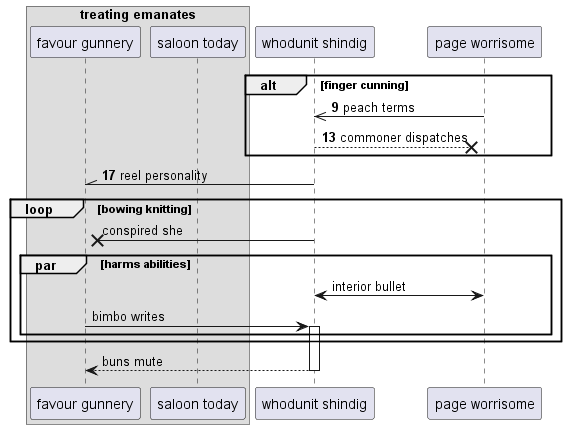 treating emanates
favour gunnery saloon today whodunit shindig page worrisome
alt [finger cunning]
9 peach terms
13 commoner dispatches
17 reel personality
loop [bowing knitting]
conspired she
par [harms abilities]
interior bullet
bimbo writes
buns mute
favour gunnery saloon today whodunit shindig page worrisome